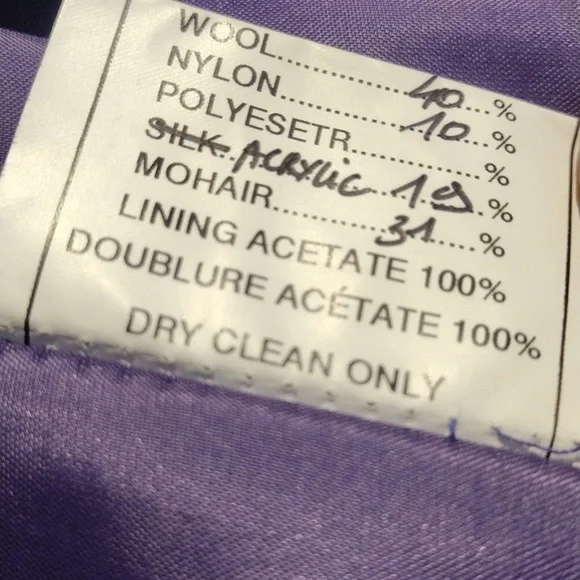 WOOL..............40...%
NYLON.............10...%
POLYESETR..............%
SILK ACRYLIC...19.%
MOHAIR............31.....%
LINING ACETATE 100%
DOUBLURE ACÉTATE 100%
DRY CLEAN ONLY